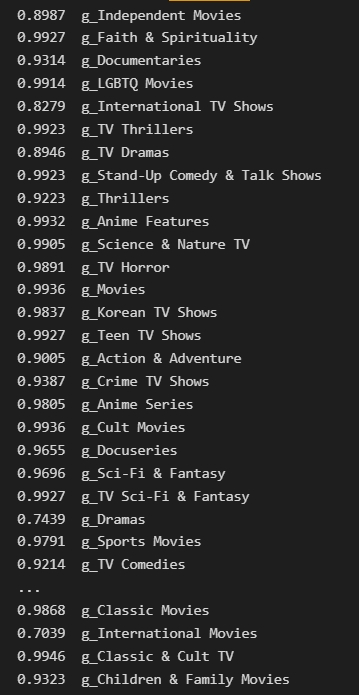 0.8987 g_Independent Movies
0.9927 g_Faith & Spirituality
0.9314 g_Documentaries
0.9914 g_LGBTQ Movies
0.8279 g_International TV Shows
0.9923 g_TV Thrillers
0.8946 g_TV Dramas
0.9923 g_Stand-Up Comedy & Talk Shows
0.9223 g_Thrillers
0.9932 g_Anime Features
0.9905 g_Science & Nature TV
0.9891 g_TV Horror
0.9936 g_Movies
0.9837 g_Korean TV Shows
0.9927 g_Teen TV Shows
0.9005 g_Action & Adventure
0.9387 g_Crime TV Shows
0.9805 g_Anime Series
0.9936 g_Cult Movies
0.9655 g_Docuseries
0.9696 g_Sci-Fi & Fantasy
0.9927 g_TV Sci-Fi & Fantasy
0.7439 g_Dramas
0.9791 g_Sports Movies
0.9214 g_TV Comedies
...
0.9868 g_Classic Movies
0.7039 g_International Movies
0.9946 g_Classic & Cult TV
0.9323 g_Children & Family Movies